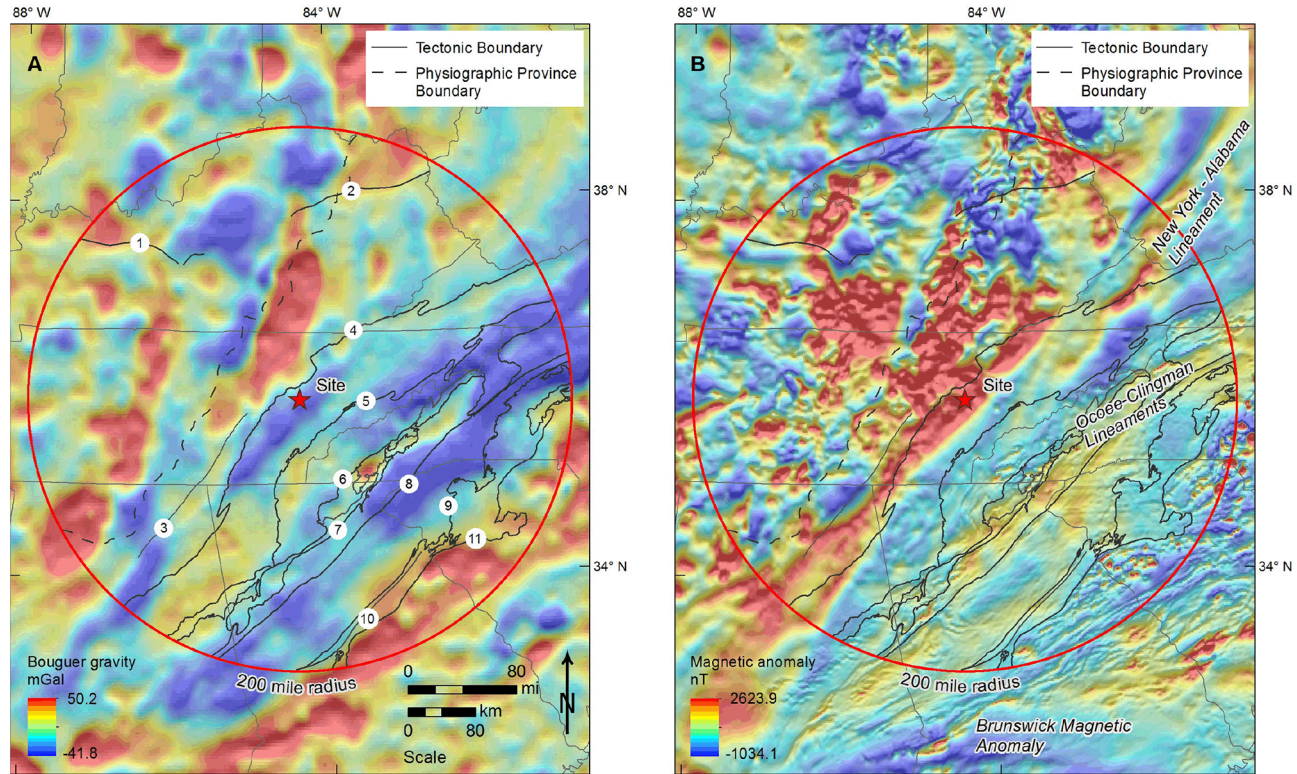 88° W
84° W
A
Tectonic Boundary
Physiographic Province
Boundary
2
1
4
Site
5
6
8
9
3
7
11
10
Bouguer gravity
mGal
50.2
-41.8
200 mile radius
0
80
mi
km
0
80
Scale
N
38° N
34° N
88° W
84° W
B
Tectonic Boundary
Physiographic Province
Boundary
New York - Alabama
Lineament
Site
Ocoee-Clingman
Lineaments
Magnetic anomaly
nT
2623.9
-1034.1
200 mile radius
Brunswick Magnetic
Anomaly